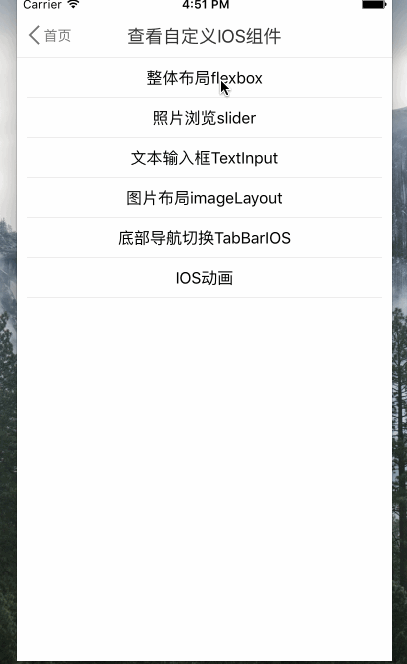 Carrier 4:51 PM
首页 查看自定义IOS组件
整体布局flexbox
照片浏览slider
文本输入框TextInput
图片布局imageLayout
底部导航切换TabBarIOS
IOS动画